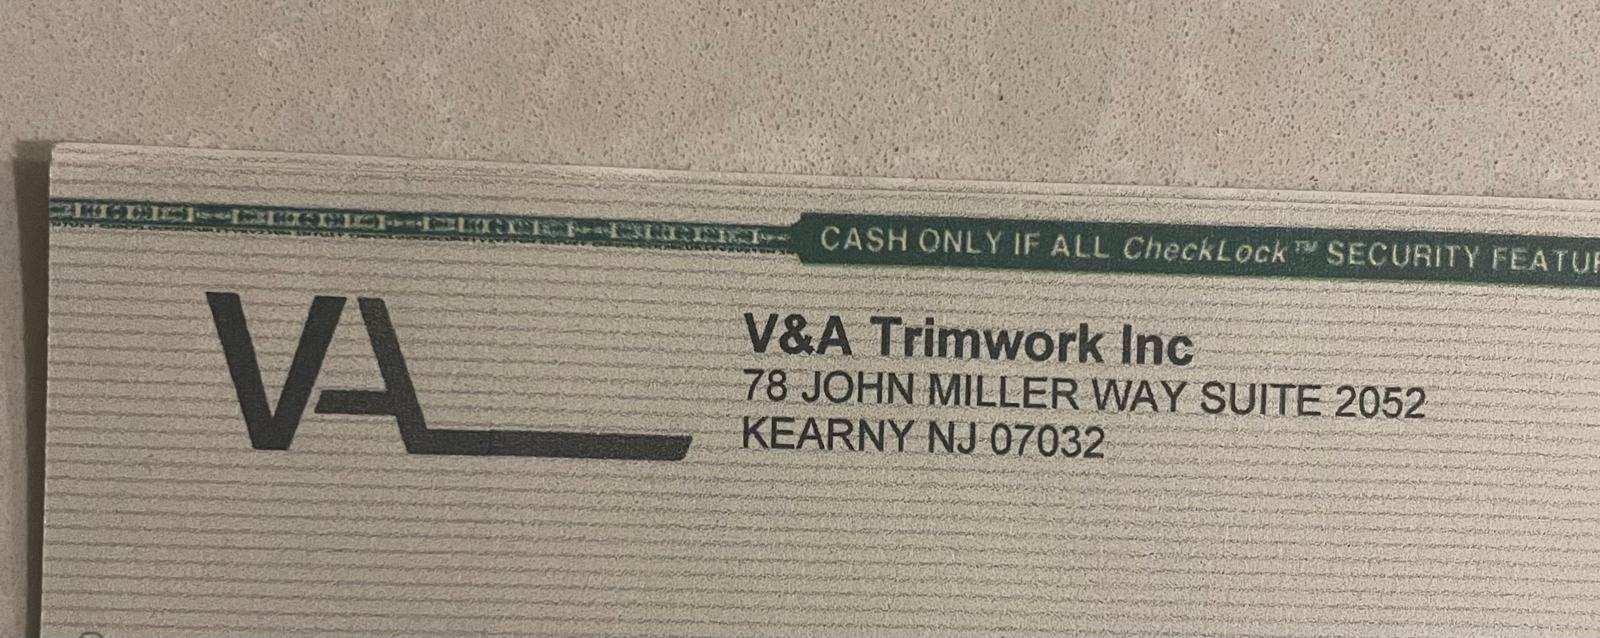 CASH ONLY IF ALL CheckLock™ SECURITY
VA
V&A Trimwork Inc
78 JOHN MILLER WAY SUITE 2052
KEARNY NJ 07032